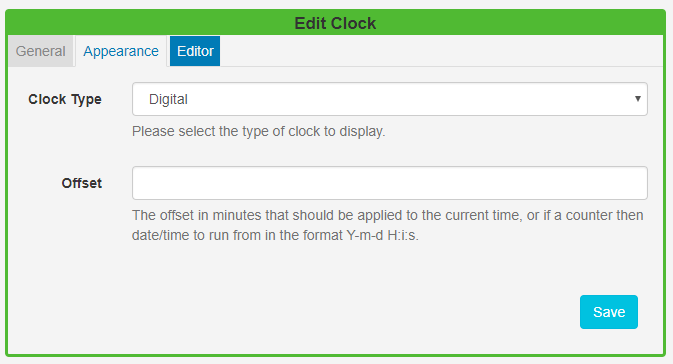 Edit Clock
General Appearance Editor
Clock Type Digital
Please select the type of clock to display.
Offset
The offset in minutes that should be applied to the current time, or if a counter then
date/time to run from in the format Y-m-d H:i:s.
Save